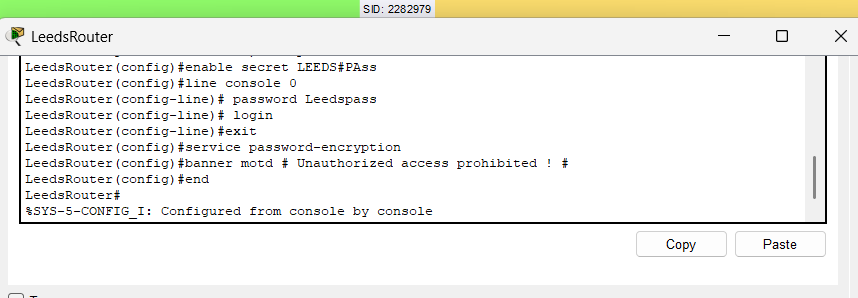 SID: 2282979
LeedsRouter
LeedsRouter(config)#enable secret LEEDS#PAss
LeedsRouter(config)#line console 0
LeedsRouter(config-line)# password Leedspass
LeedsRouter(config-line)# login
LeedsRouter(config-line)#exit
LeedsRouter(config)#service password-encryption
LeedsRouter(config)#banner motd # Unauthorized access prohibited ! #
LeedsRouter(config)#end
LeedsRouter#
%SYS-5-CONFIG_I: Configured from console by console
Copy
Paste